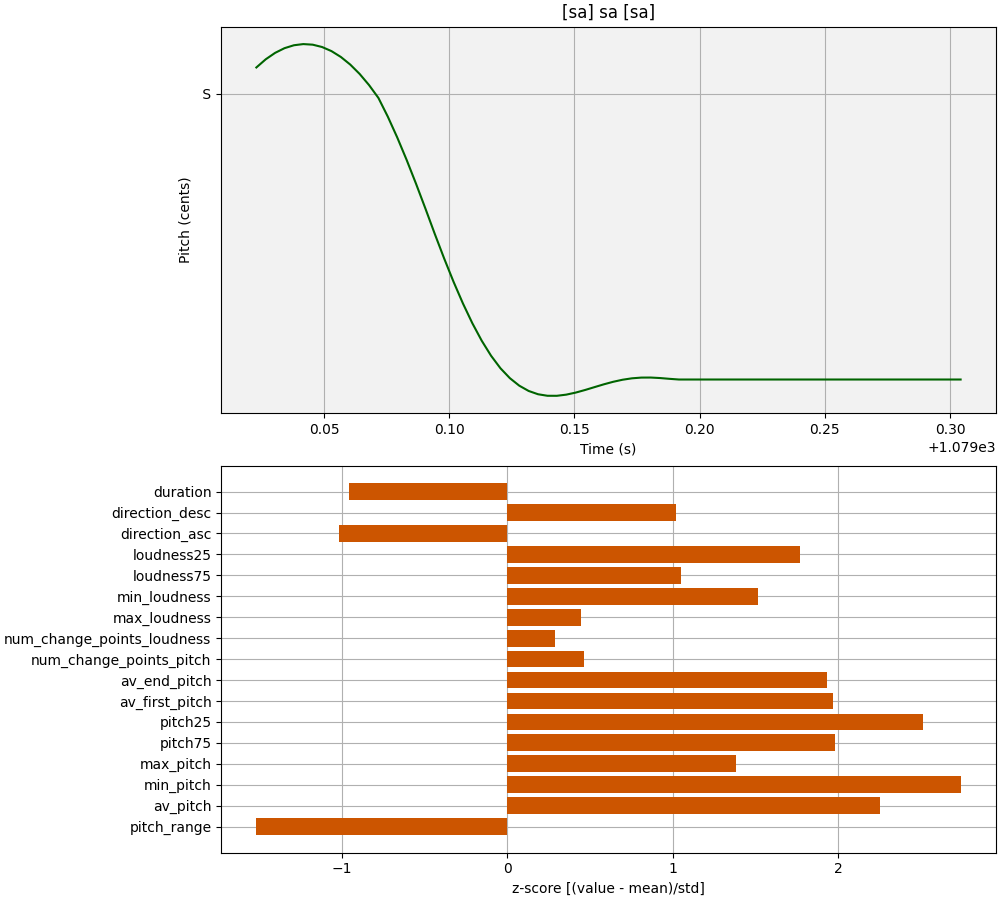 [sa] sa [sa]
S
Pitch (cents)
0.05 0.10 0.15 0.20 0.25 0.30
Time (s)
+1.079e3
duration
direction_desc
direction_asc
loudness25
loudness75
min_loudness
max_loudness
num_change_points_loudness
num_change_points_pitch
av_end_pitch
av_first_pitch
pitch25
pitch75
max_pitch
min_pitch
av_pitch
pitch_range
−1 0 1 2
z-score [(value - mean)/std]